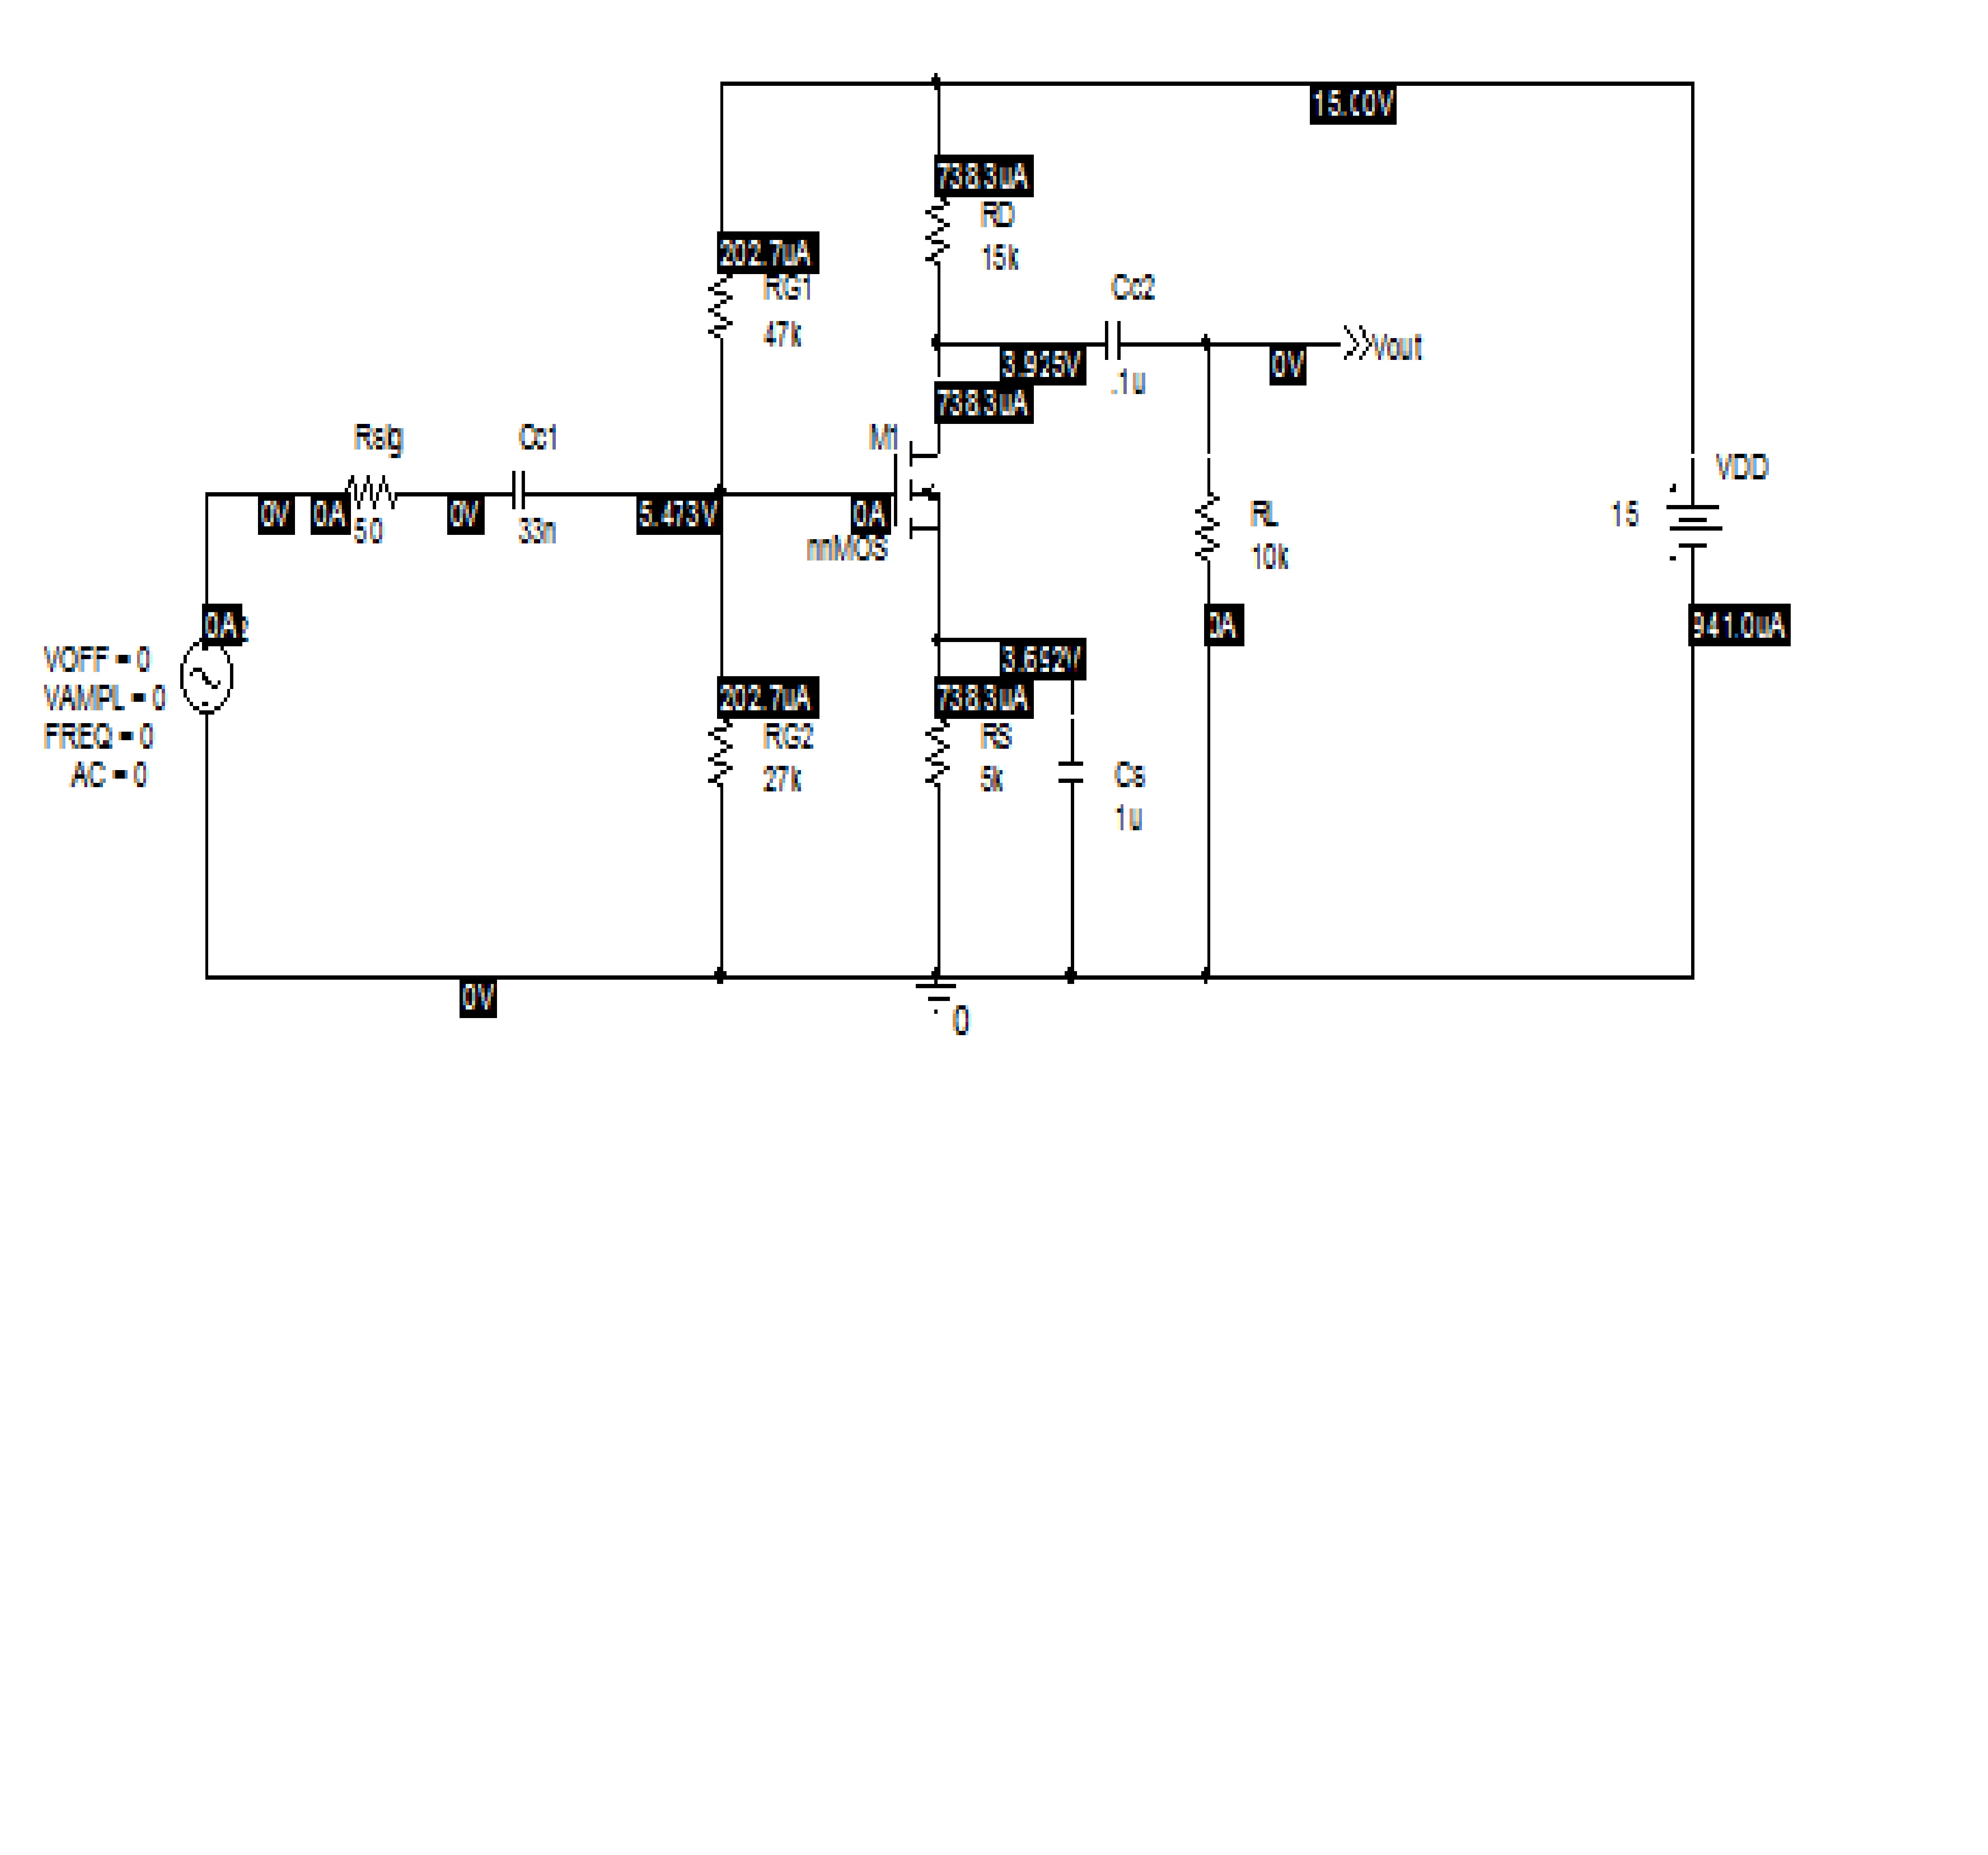 15.00V
738.3uA
RD
15k
202.7uA
RG1
47k
Cc2
3.925V
.1u
0V
Vout
738.3uA
Rsig
Cc1
M1
VDD
0V
0A
50
0V
33n
5.473V
0A
mMOS
RL
10k
15
0A
VOFF = 0
VAMPL = 0
FREQ = 0
AC = 0
0A
941.0uA
3.692V
202.7uA
RG2
27k
738.3uA
RS
5k
Cs
1u
0V
0